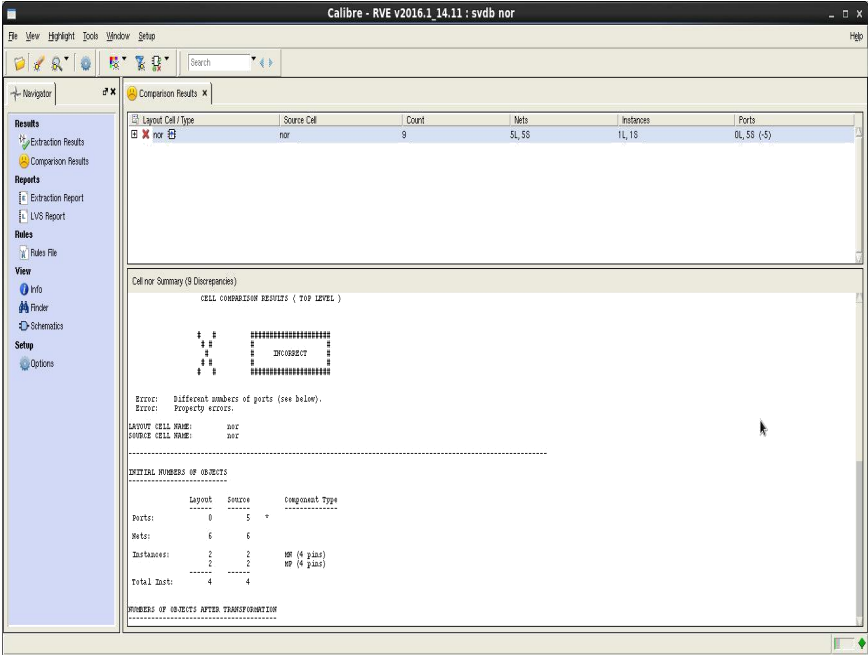 Calibre - RVE v2016.1_14.11 : svdb nor
File View Highlight Tools Window Setup Help
Search
Navigator
Comparison Results
Results
Extraction Results
Comparison Results
Reports
Extraction Report
LVS Report
Rules
Rules File
View
Info
Finder
Schematics
Setup
Options
Layout Cell / Type Source Cell Count Nets Instances Ports
nor nor 9 5L, 5S 1L, 1S 0L, 5S (-5)
Cell nor Summary (9 Discrepancies)
CELL COMPARISON RESULTS ( TOP LEVEL )
# # #####################
# # # #
# # INCORRECT #
# # # #
# # #####################
Error: Different numbers of ports (see below).
Error: Property errors.
LAYOUT CELL NAME: nor
SOURCE CELL NAME: nor
INITIAL NUMBERS OF OBJECTS
Layout Source Component Type
Ports: 0 5 *
Nets: 6 6
Instances: 2 2 MN (4 pins)
2 2 MP (4 pins)
Total Inst: 4 4
NUMBERS OF OBJECTS AFTER TRANSFORMATION